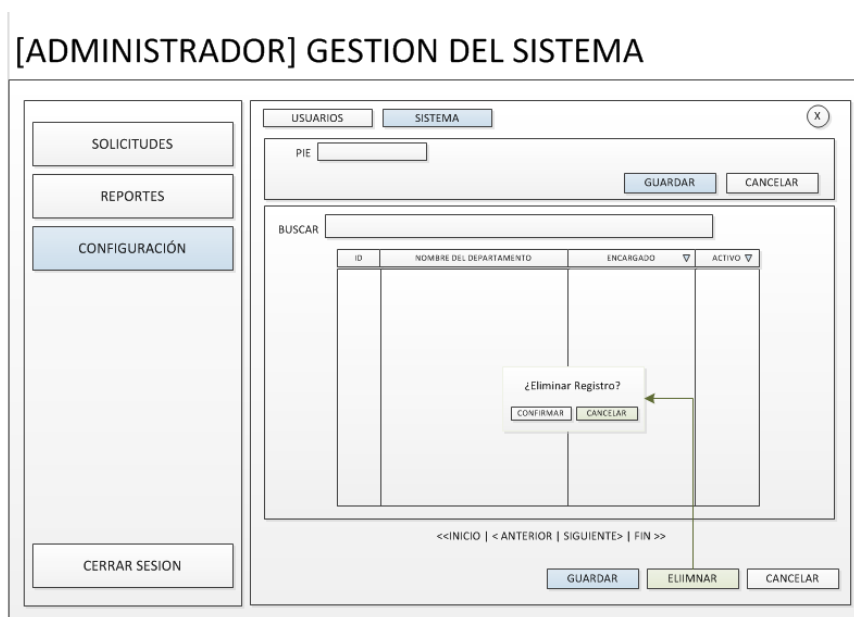 [ADMINISTRADOR] GESTION DEL SISTEMA
SOLICITUDES
REPORTES
CONFIGURACIÓN
CERRAR SESION
USUARIOS SISTEMA X
PIE
GUARDAR CANCELAR
BUSCAR
ID NOMBRE DEL DEPARTAMENTO ENCARGADO ACTIVO
¿Eliminar Registro?
CONFIRMAR CANCELAR
<<INICIO | < ANTERIOR | SIGUIENTE> | FIN >>
GUARDAR ELIIMNAR CANCELAR